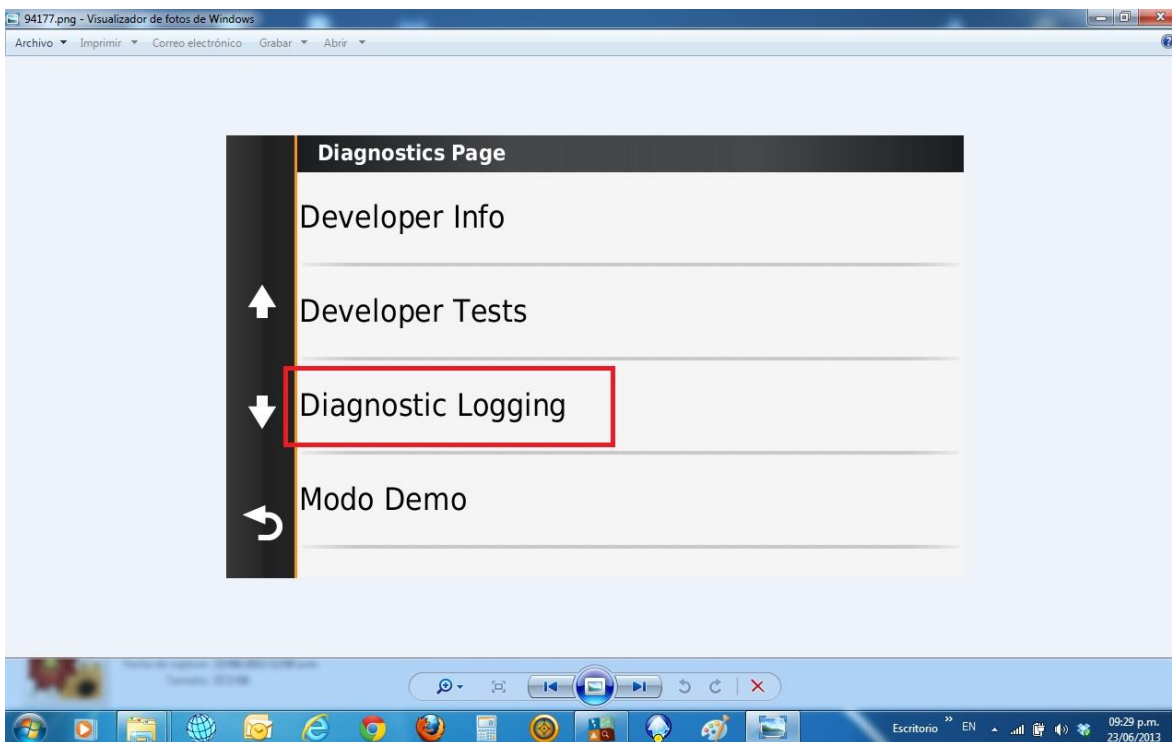 94177.png - Visualizador de fotos de Windows
Archivo Imprimir Correo electrónico Grabar Abrir
Diagnostics Page
Developer Info
Developer Tests
Diagnostic Logging
Modo Demo
Escritorio EN 09:29 p.m.
23/06/2013